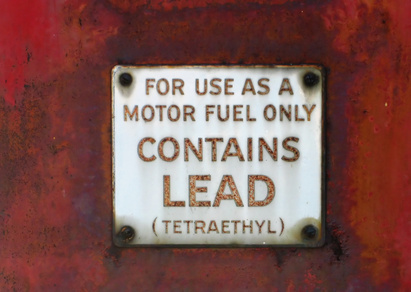 FOR USE AS A
MOTOR FUEL ONLY
CONTAINS
LEAD
(TETRAETHYL)